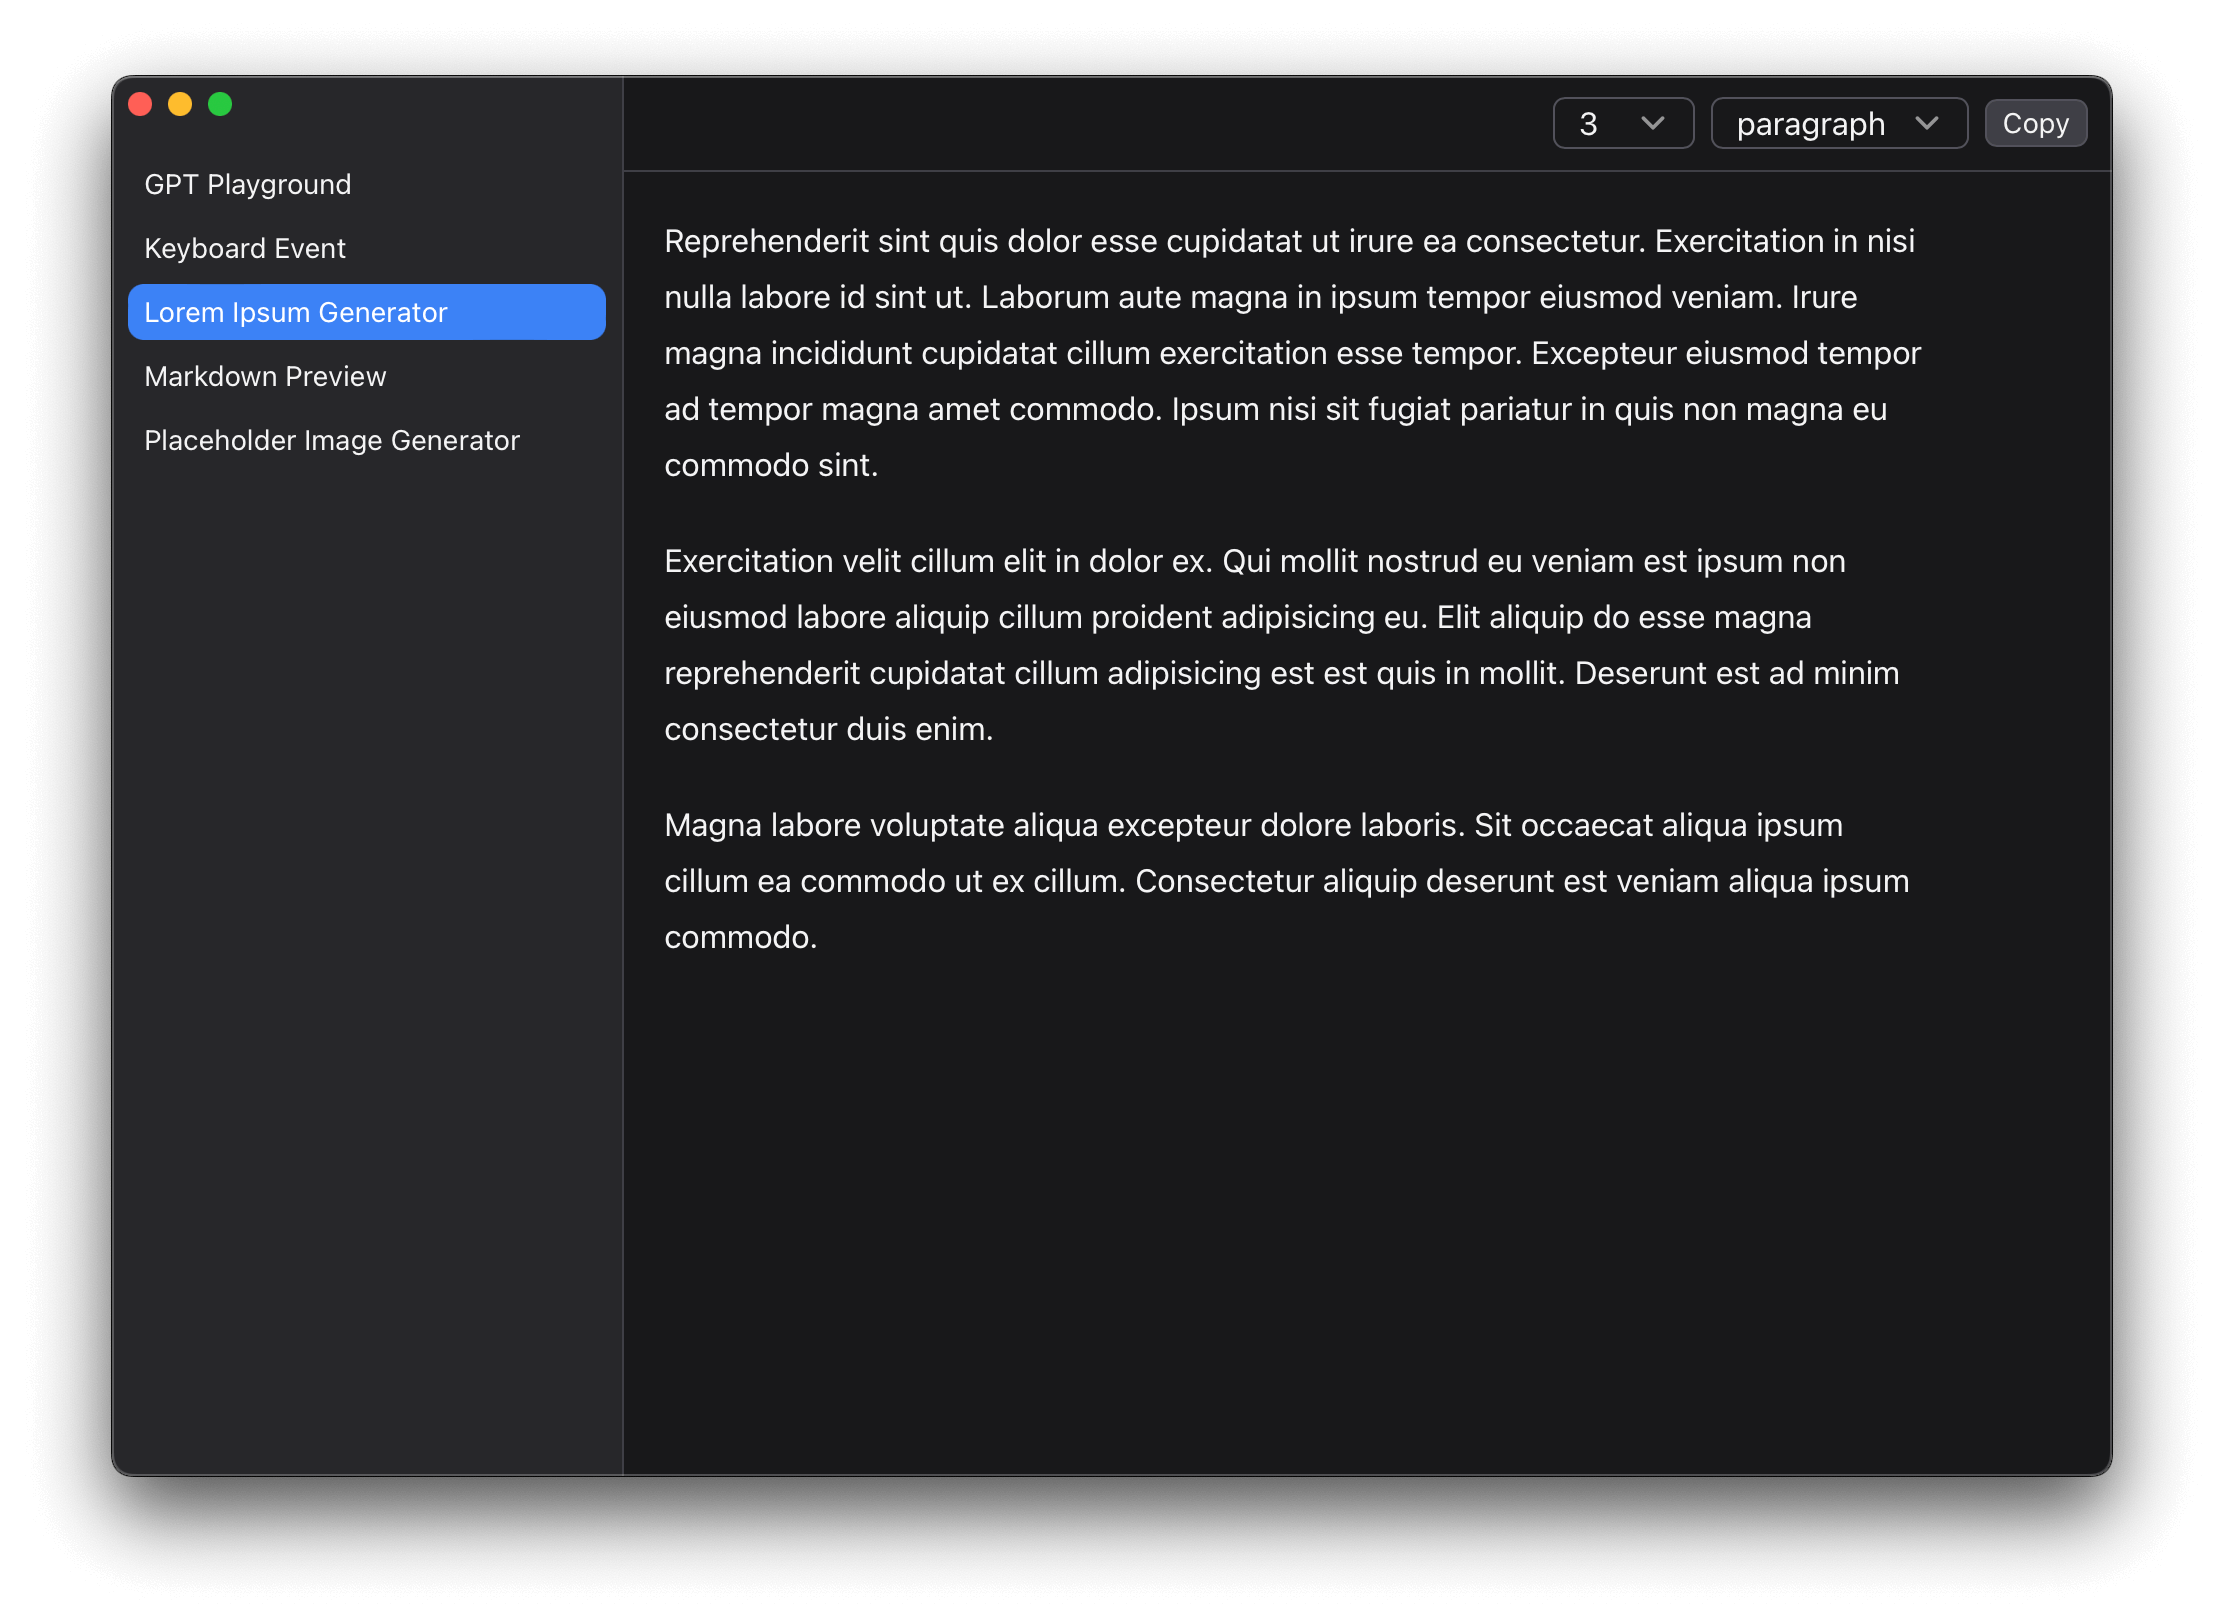 GPT Playground
Keyboard Event
Lorem Ipsum Generator
Markdown Preview
Placeholder Image Generator
3
paragraph
Copy
Reprehenderit sint quis dolor esse cupidatat ut irure ea consectetur. Exercitation in nisi
nulla labore id sint ut. Laborum aute magna in ipsum tempor eiusmod veniam. Irure
magna incididunt cupidatat cillum exercitation esse tempor. Excepteur eiusmod tempor
ad tempor magna amet commodo. Ipsum nisi sit fugiat pariatur in quis non magna eu
commodo sint.
Exercitation velit cillum elit in dolor ex. Qui mollit nostrud eu veniam est ipsum non
eiusmod labore aliquip cillum proident adipisicing eu. Elit aliquip do esse magna
reprehenderit cupidatat cillum adipisicing est est quis in mollit. Deserunt est ad minim
consectetur duis enim.
Magna labore voluptate aliqua excepteur dolore laboris. Sit occaecat aliqua ipsum
cillum ea commodo ut ex cillum. Consectetur aliquip deserunt est veniam aliqua ipsum
commodo.